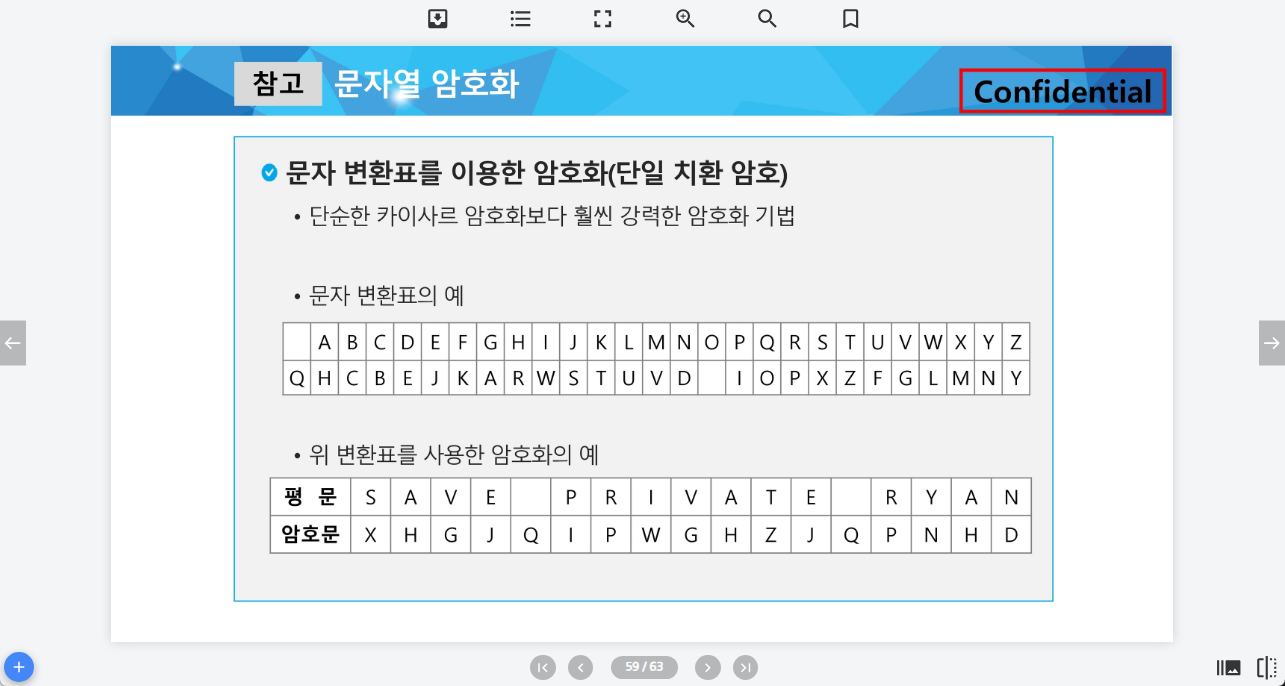 참고 문자열 암호화
Confidential
문자 변환표를 이용한 암호화(단일 치환 암호)
• 단순한 카이사르 암호화보다 훨씬 강력한 암호화 기법
• 문자 변환표의 예
A B C D E F G H I J K L M N O P Q R S T U V W X Y Z
Q H C B E J K A R W S T U V D I O P X Z F G L M N Y
• 위 변환표를 사용한 암호화의 예
평 문 S A V E P R I V A T E R Y A N
암호문 X H G J Q I P W G H Z J Q P N H D
59 / 63